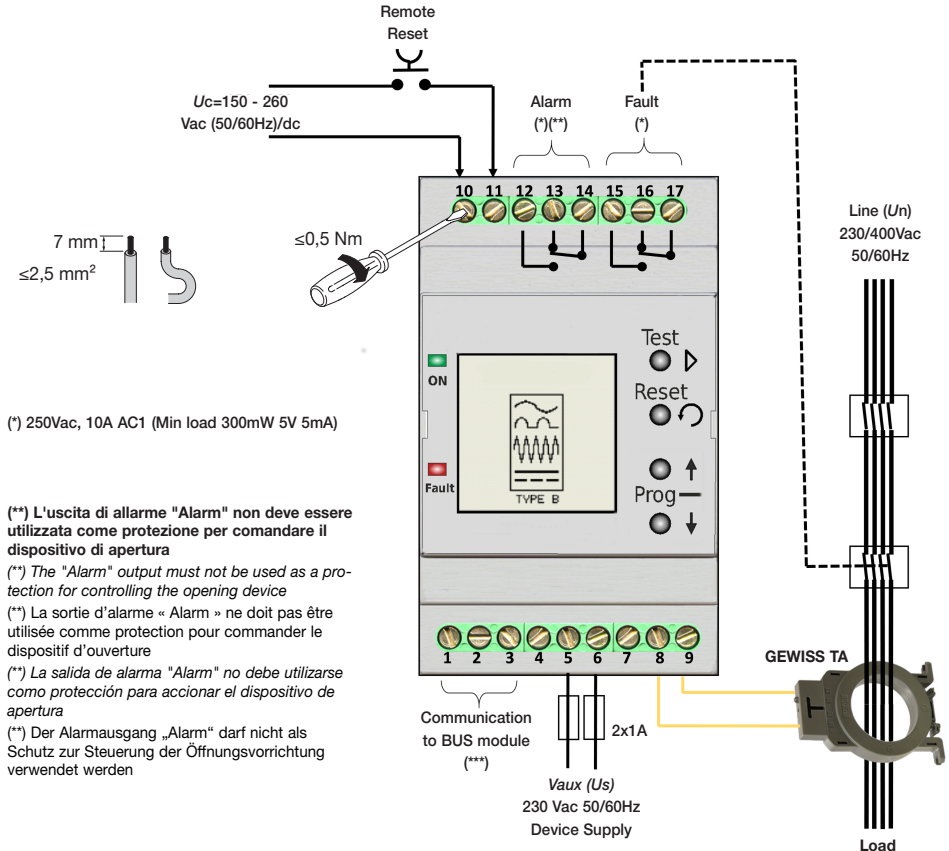 Remote
Reset
Uc=150 - 260
Vac (50/60Hz)/dc
Alarm
(*)(**)
Fault
(*)
10 11 12 13 14 15 16 17
Line (Un)
230/400Vac
50/60Hz
7 mm
≤2,5 mm²
≤0,5 Nm
ON
Fault
TYPE B
Test
Reset
Prog
(*) 250Vac, 10A AC1 (Min load 300mW 5V 5mA)
(**) L'uscita di allarme "Alarm" non deve essere
utilizzata come protezione per comandare il
dispositivo di apertura
(**) The "Alarm" output must not be used as a pro-
tection for controlling the opening device
(**) La sortie d'alarme « Alarm » ne doit pas être
utilisée comme protection pour commander le
dispositif d'ouverture
(**) La salida de alarma "Alarm" no debe utilizarse
como protección para accionar el dispositivo de
apertura
(**) Der Alarmausgang „Alarm“ darf nicht als
Schutz zur Steuerung der Öffnungsvorrichtung
verwendet werden
1 2 3 4 5 6 7 8 9
Communication
to BUS module
(***)
2x1A
Vaux (Us)
230 Vac 50/60Hz
Device Supply
GEWISS TA
Load